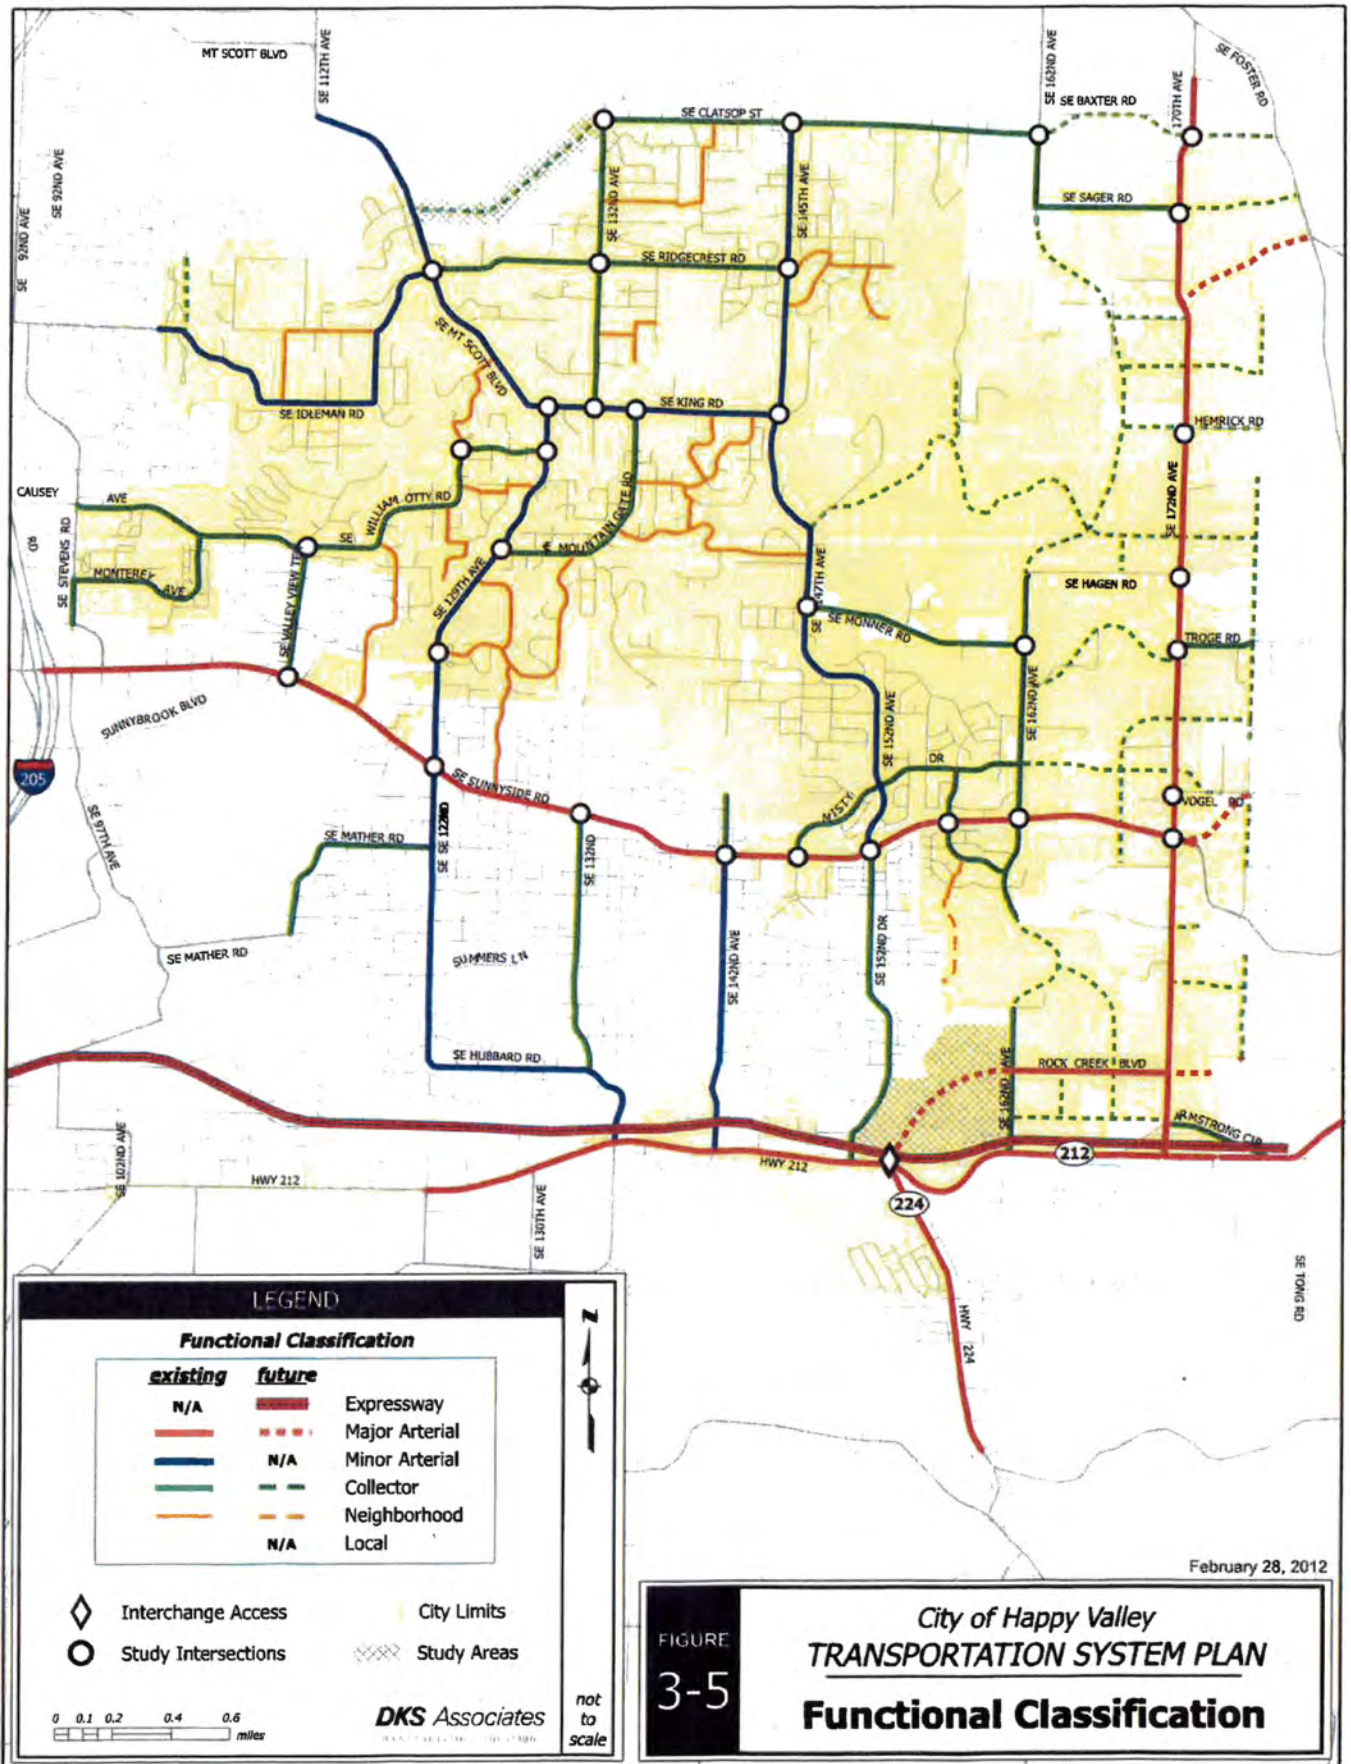 MT SCOTT BLVD
SE 112TH AVE
SE 162ND AVE
SE FOSTER RD
SE BAXTER RD
170TH AVE
SE CLATSOP ST
SE 92ND AVE
SE 92ND AVE
SE 132ND AVE
SE 145TH AVE
SE SAGER RD
SE RIDGECREST RD
SE MT SCOTT BLVD
SE IDLEMAN RD
SE KING RD
HEMRICK RD
SE 172ND AVE
CAUSEY AVE
SE WILLIAM OTTY RD
SE STEVENS RD
MONTEREY AVE
SE VALLEY VIEW TER
SE 129TH AVE
MOUNTAIN GATE RD
SE 147TH AVE
SE HAGEN RD
SE MONNER RD
TROGE RD
SE 162ND AVE
SE 152ND AVE
SUNNYBROOK BLVD
205
SE SUNNYSIDE RD
MISTY DR
VOGEL RD
SE 97TH AVE
SE MATHER RD
SE SE 122ND
SE 132ND
SE 142ND AVE
SE 152ND DR
SE MATHER RD
SUMMERS LN
SE HUBBARD RD
SE 162ND AVE
ROCK CREEK BLVD
ARMSTRONG CIR
SE 102ND AVE
HWY 212
HWY 212
212
224
SE 130TH AVE
HWY 224
SE TONG RD
LEGEND
Functional Classification
existing future
N/A Expressway
Major Arterial
N/A Minor Arterial
Collector
Neighborhood
N/A Local
Interchange Access
City Limits
Study Intersections
Study Areas
0 0.1 0.2 0.4 0.6
miles
DKS Associates
N
not
to
scale
February 28, 2012
FIGURE
3-5
City of Happy Valley
TRANSPORTATION SYSTEM PLAN
Functional Classification